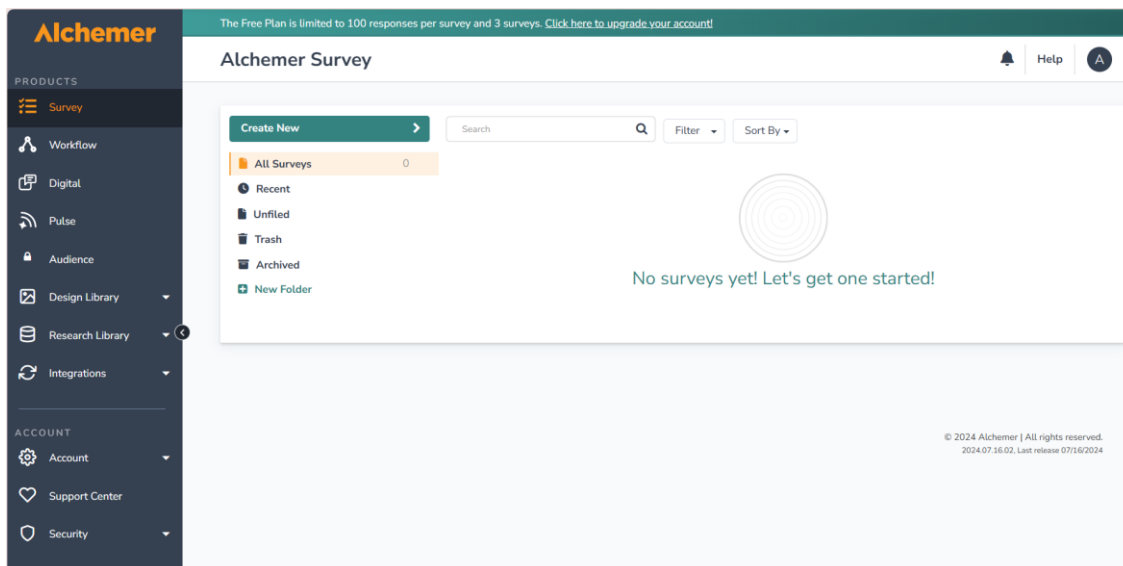 Alchemer
The Free Plan is limited to 100 responses per survey and 3 surveys. Click here to upgrade your account!
Alchemer Survey
Help
A
PRODUCTS
Survey
Workflow
Digital
Pulse
Audience
Design Library
Research Library
Integrations
ACCOUNT
Account
Support Center
Security
Create New
Search
Filter
Sort By
All Surveys 0
Recent
Unfiled
Trash
Archived
New Folder
No surveys yet! Let's get one started!
© 2024 Alchemer | All rights reserved.
2024.07.16.02. Last release 07/16/2024